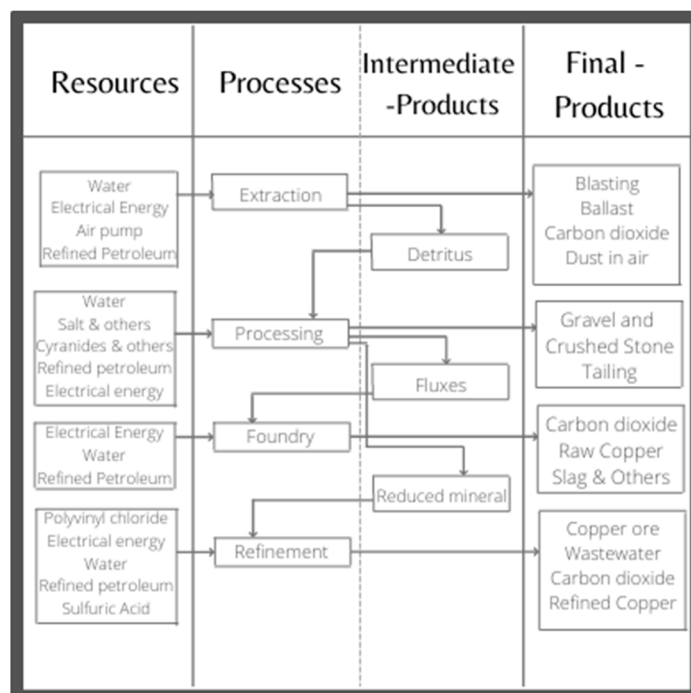 Resources
Processes
Intermediate
-Products
Final -
Products
Water
Electrical Energy
Air pump
Refined Petroleum
Extraction
Detritus
Blasting
Ballast
Carbon dioxide
Dust in air
Water
Salt & others
Cyranides & others
Refined petroleum
Electrical energy
Processing
Fluxes
Gravel and
Crushed Stone
Tailing
Electrical Energy
Water
Refined Petroleum
Foundry
Reduced mineral
Carbon dioxide
Raw Copper
Slag & Others
Polyvinyl chloride
Electrical energy
Water
Refined petroleum
Sulfuric Acid
Refinement
Copper ore
Wastewater
Carbon dioxide
Refined Copper